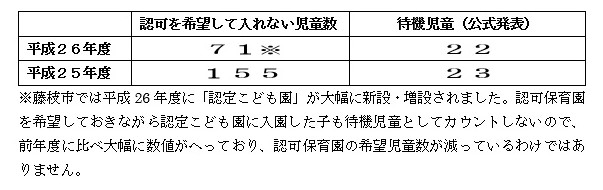 認可を希望して入れない児童数 待機児童（公式発表）
平成２６年度 ７１※ ２２
平成２５年度 １５５ ２３
※藤枝市では平成 26 年度に「認定こども園」が大幅に新設・増設されました。認可保育園
を希望しておきながら認定こども園に入園した子も待機児童としてカウントしないので、
前年度に比べ大幅に数値がへっており、認可保育園の希望児童数が減っているわけではあ
りません。